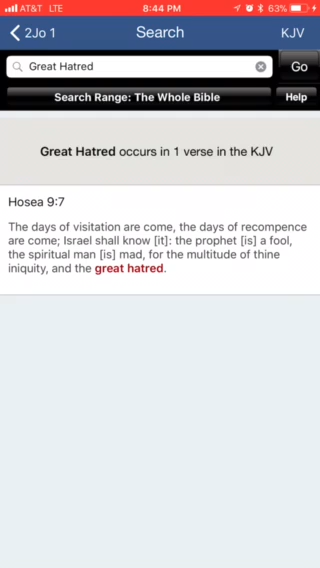 AT&T LTE 8:44 PM 63%
2Jo 1 Search KJV
Great Hatred Go
Search Range: The Whole Bible Help
Great Hatred occurs in 1 verse in the KJV
Hosea 9:7
The days of visitation are come, the days of recompence
are come; Israel shall know [it]: the prophet [is] a fool,
the spiritual man [is] mad, for the multitude of thine
iniquity, and the great hatred.